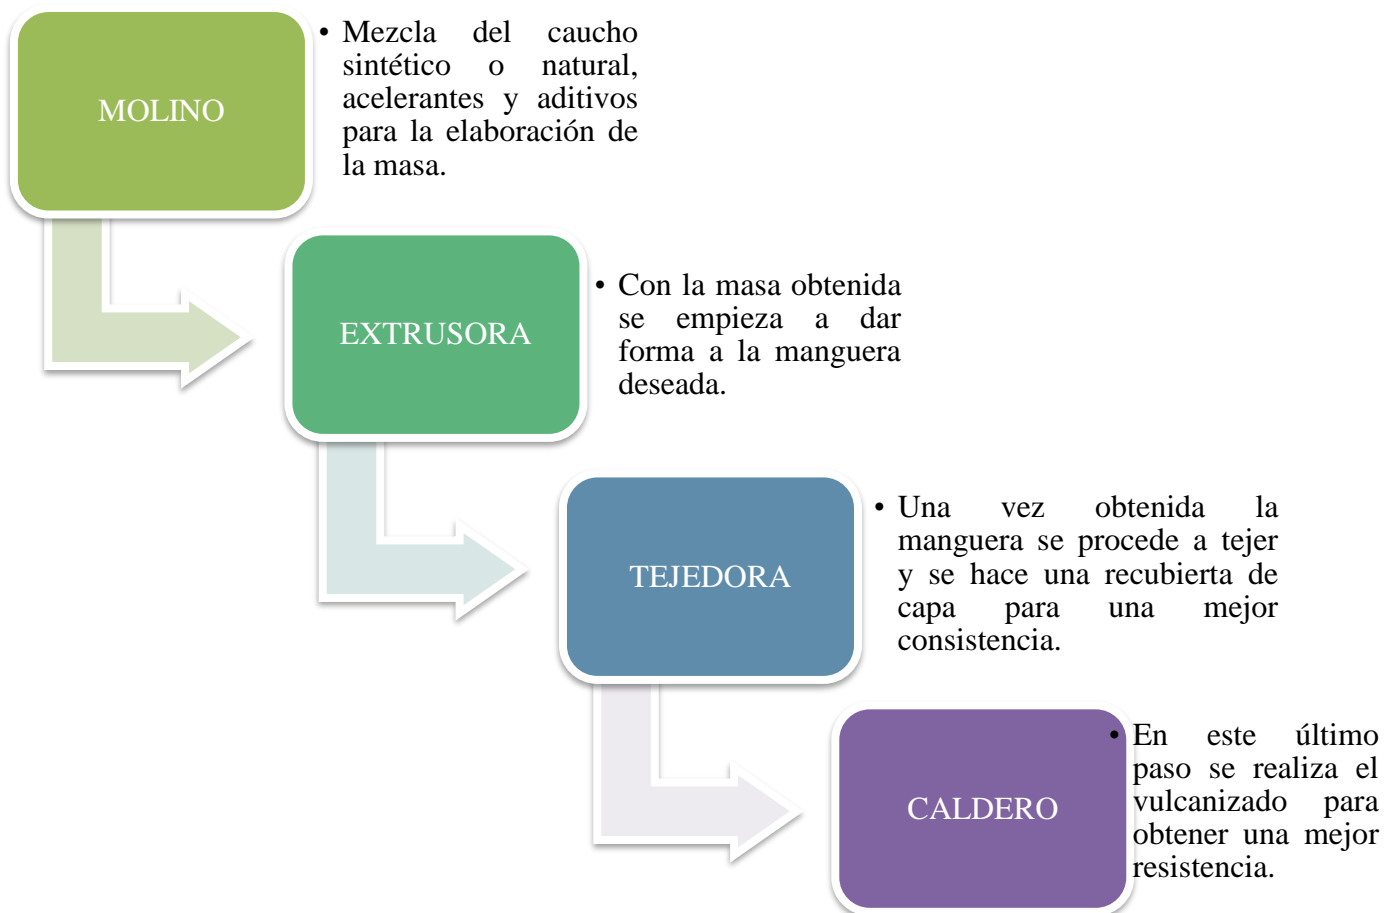 MOLINO
• Mezcla del caucho
sintético o natural,
acelerantes y aditivos
para la elaboración de
la masa.
EXTRUSORA
• Con la masa obtenida
se empieza a dar
forma a la manguera
deseada.
TEJEDORA
• Una vez obtenida la
manguera se procede a tejer
y se hace una recubierta de
capa para una mejor
consistencia.
CALDERO
• En este último
paso se realiza el
vulcanizado para
obtener una mejor
resistencia.